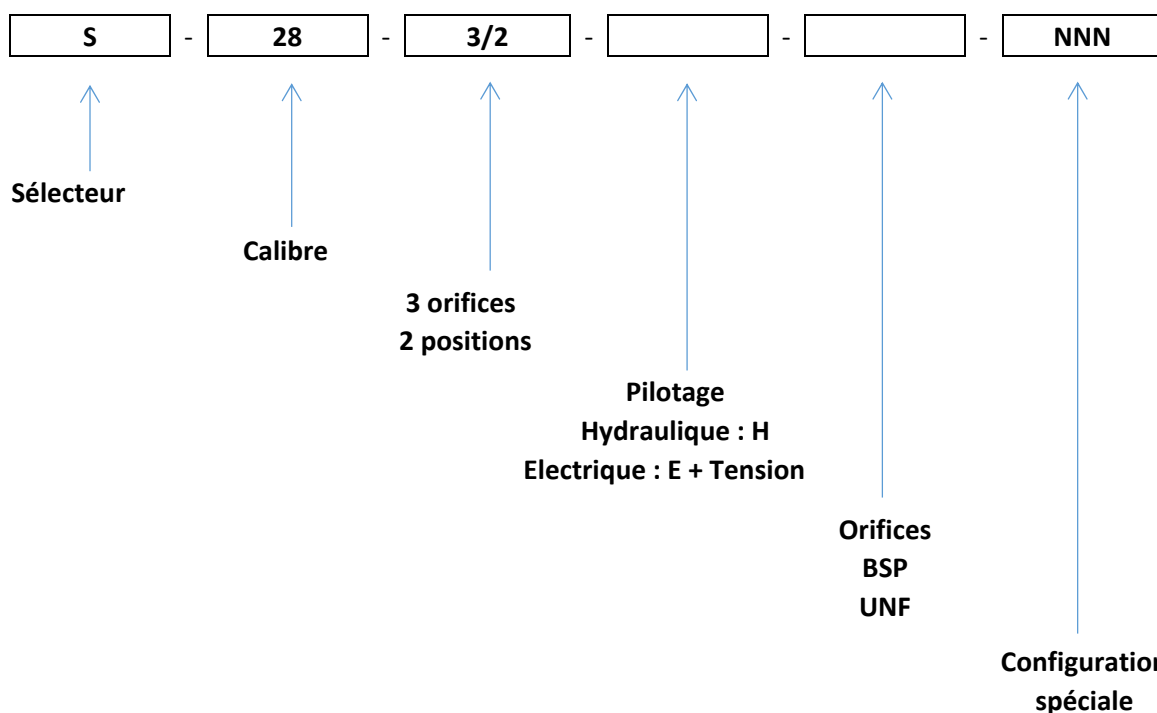 S - 28 - 3/2 - - - NNN
Sélecteur
Calibre
3 orifices
2 positions
Pilotage
Hydraulique : H
Electrique : E + Tension
Orifices
BSP
UNF
Configuration
spéciale